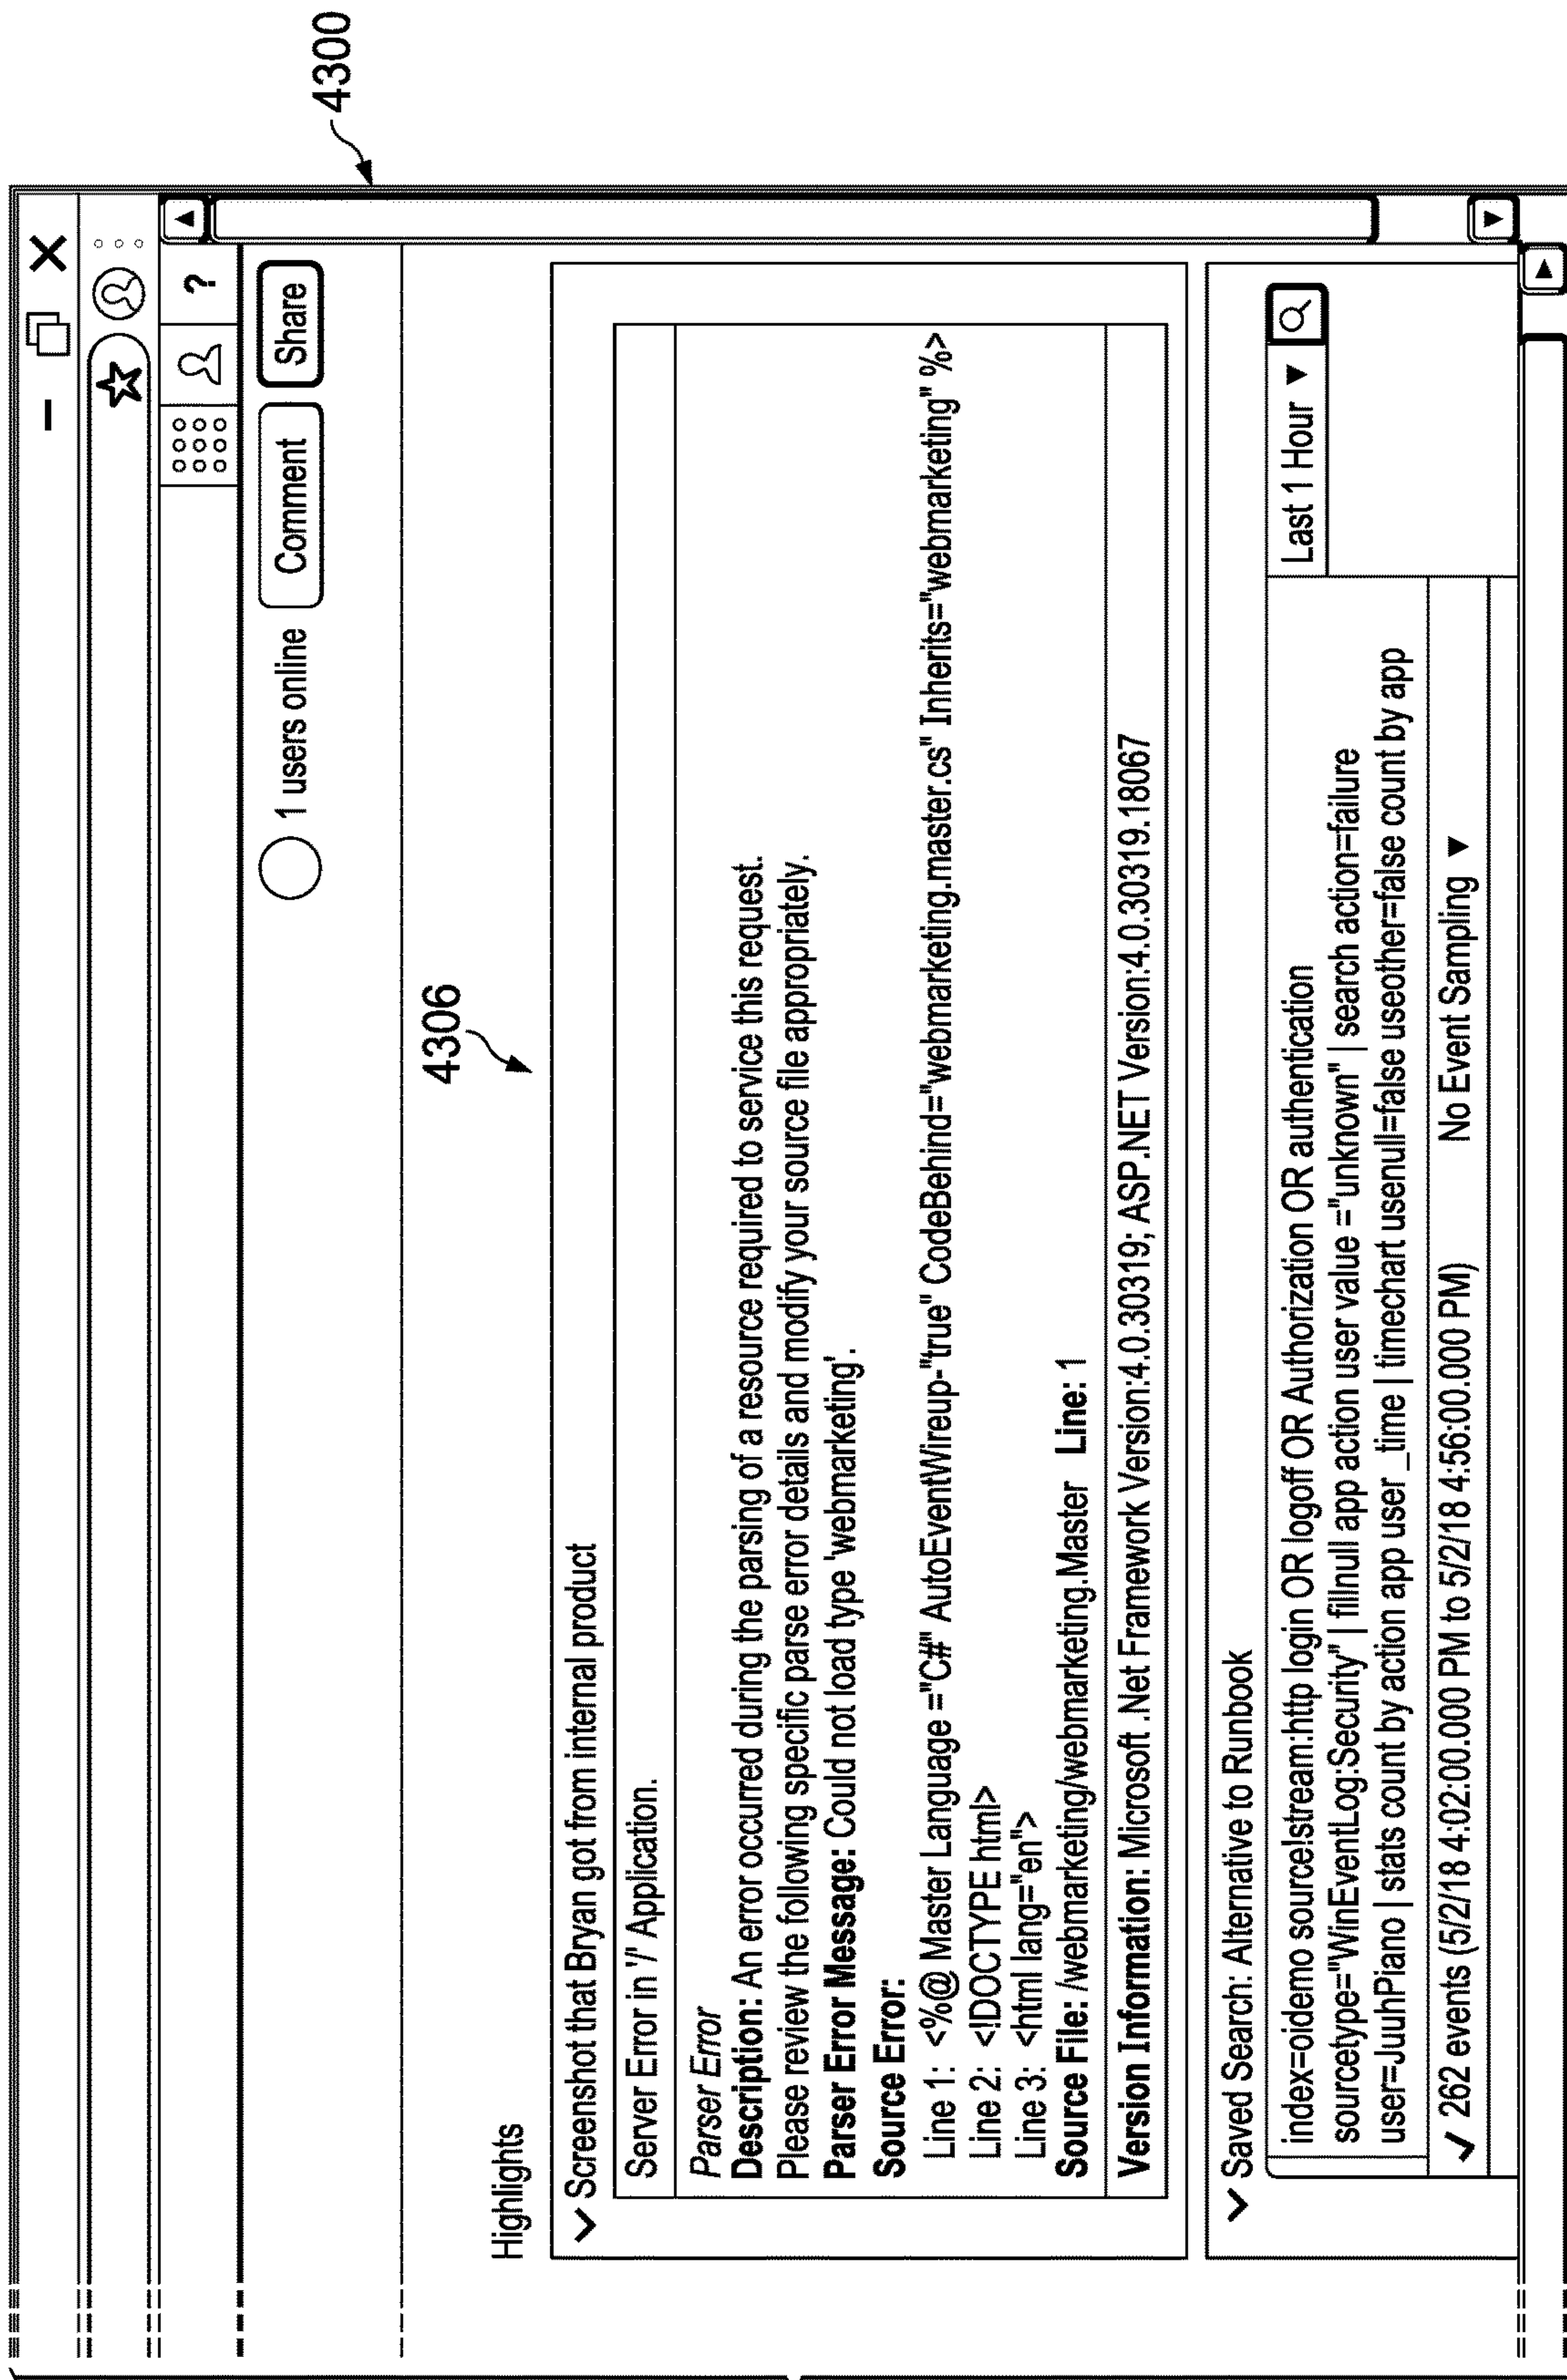 4300
?
1 users online
Comment
Share
4306
Highlights
Screenshot that Bryan got from internal product
Server Error in '/' Application.
Parser Error
Description: An error occurred during the parsing of a resource required to service this request.
Please review the following specific parse error details and modify your source file appropriately.
Parser Error Message: Could not load type 'webmarketing'.
Source Error:
Line 1: <%@ Master Language ="C#" AutoEventWireup-"true" CodeBehind="webmarketing.master.cs" Inherits="webmarketing" %>
Line 2: <!DOCTYPE html>
Line 3: <html lang="en">
Source File: /webmarketing/webmarketing.Master Line: 1
Version Information: Microsoft .Net Framework Version:4.0.30319; ASP.NET Version:4.0.30319.18067
Saved Search: Alternative to Runbook
index=oidemo source!stream:http login OR logoff OR Authorization OR authentication
sourcetype="WinEventLog:Security" | fillnull app action user value ="unknown" | search action=failure
user=JuuhPiano | stats count by action app user _time | timechart usenull=false useother=false count by app
Last 1 Hour
262 events (5/2/18 4:02:00.000 PM to 5/2/18 4:56:00.000 PM)
No Event Sampling